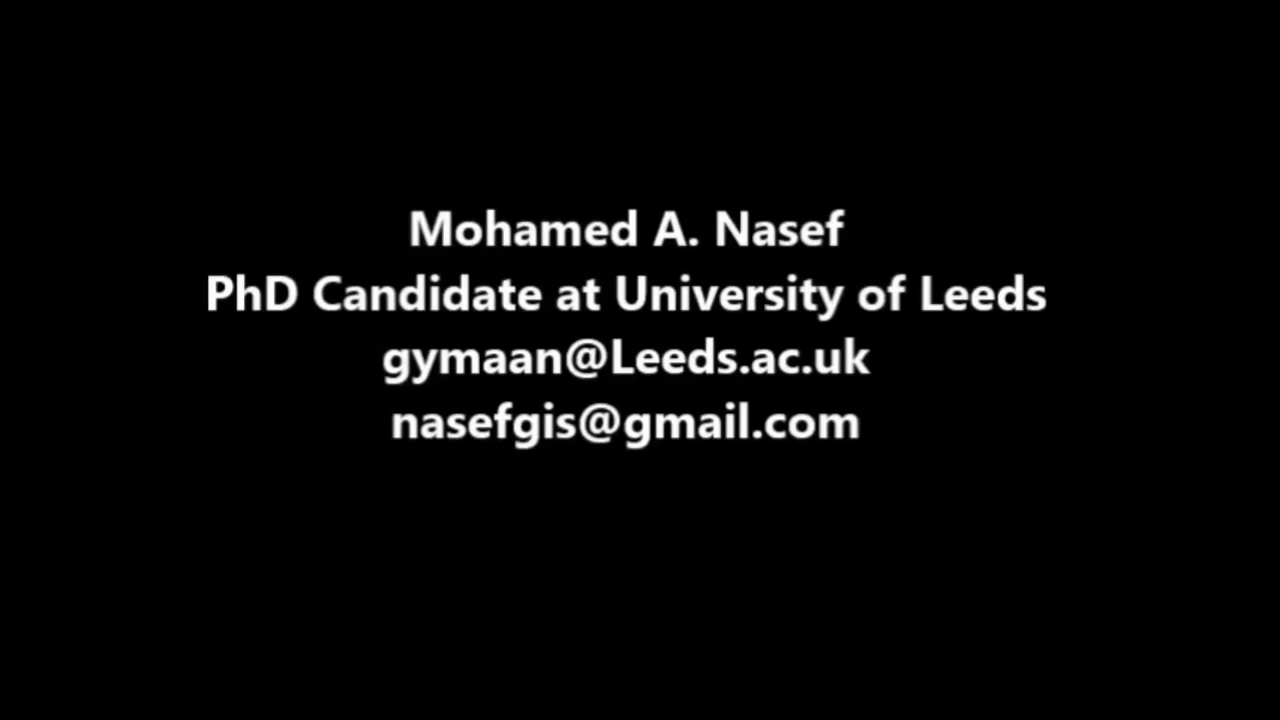 Mohamed A. Nasef
PhD Candidate at University of Leeds
gymaan@Leeds.ac.uk
nasefgis@gmail.com